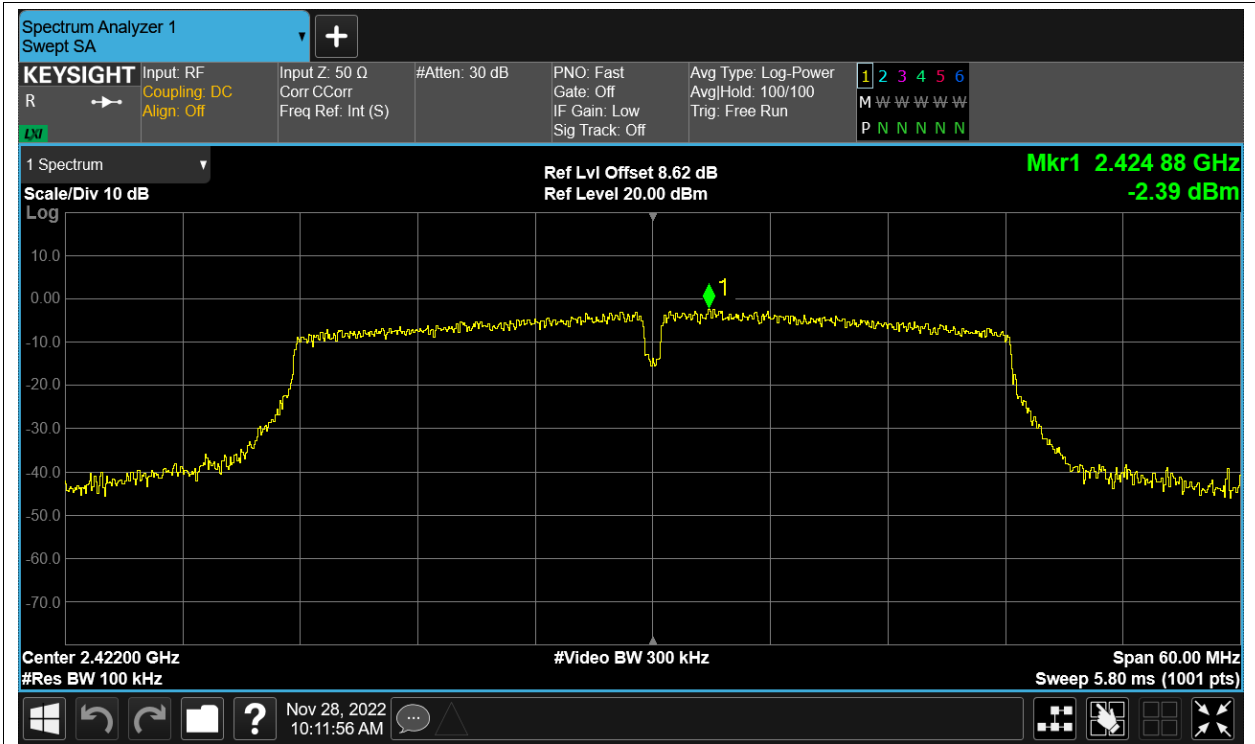 Spectrum Analyzer 1
Swept SA
KEYSIGHT
R
LXI
Input: RF
Coupling: DC
Align: Off
Input Z: 50 Ω
Corr CCorr
Freq Ref: Int (S)
#Atten: 30 dB
PNO: Fast
Gate: Off
IF Gain: Low
Sig Track: Off
Avg Type: Log-Power
Avg|Hold: 100/100
Trig: Free Run
1 2 3 4 5 6
M W W W W W
P N N N N N
1 Spectrum
Scale/Div 10 dB
Log
Ref Lvl Offset 8.62 dB
Ref Level 20.00 dBm
Mkr1 2.424 88 GHz
-2.39 dBm
10.0
0.00
-10.0
-20.0
-30.0
-40.0
-50.0
-60.0
-70.0
1
Center 2.42200 GHz
#Res BW 100 kHz
#Video BW 300 kHz
Span 60.00 MHz
Sweep 5.80 ms (1001 pts)
?
Nov 28, 2022
10:11:56 AM